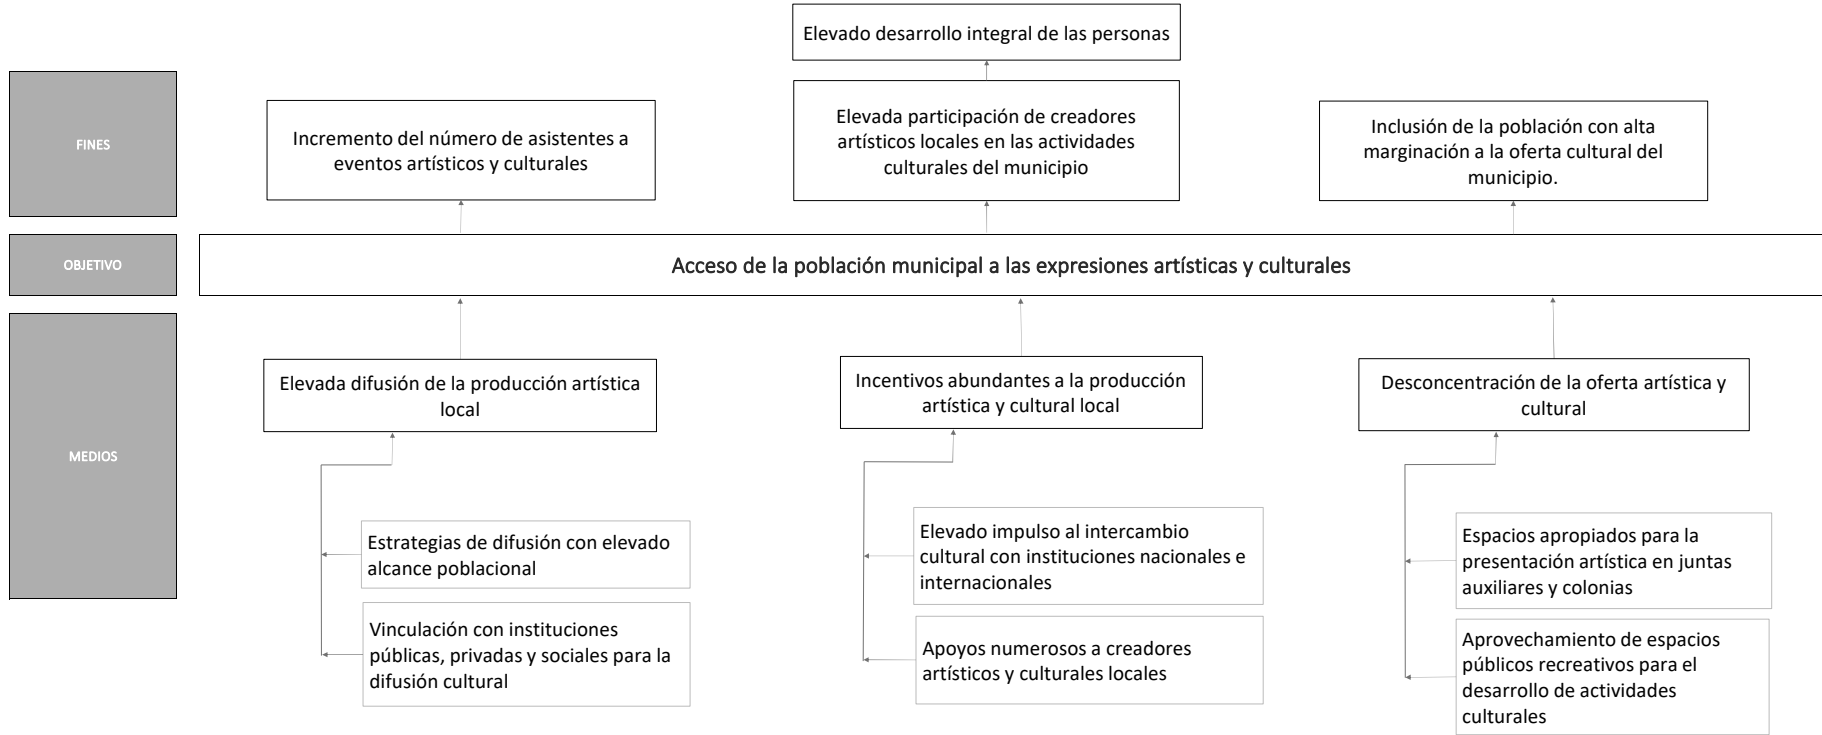 Elevado desarrollo integral de las personas
FINES
Incremento del número de asistentes a
eventos artísticos y culturales
Elevada participación de creadores
artísticos locales en las actividades
culturales del municipio
Inclusión de la población con alta
marginación a la oferta cultural del
municipio.
OBJETIVO
Acceso de la población municipal a las expresiones artísticas y culturales
MEDIOS
Elevada difusión de la producción artística
local
Incentivos abundantes a la producción
artística y cultural local
Desconcentración de la oferta artística y
cultural
Estrategias de difusión con elevado
alcance poblacional
Elevado impulso al intercambio
cultural con instituciones nacionales e
internacionales
Espacios apropiados para la
presentación artística en juntas
auxiliares y colonias
Vinculación con instituciones
públicas, privadas y sociales para la
difusión cultural
Apoyos numerosos a creadores
artísticos y culturales locales
Aprovechamiento de espacios
públicos recreativos para el
desarrollo de actividades
culturales